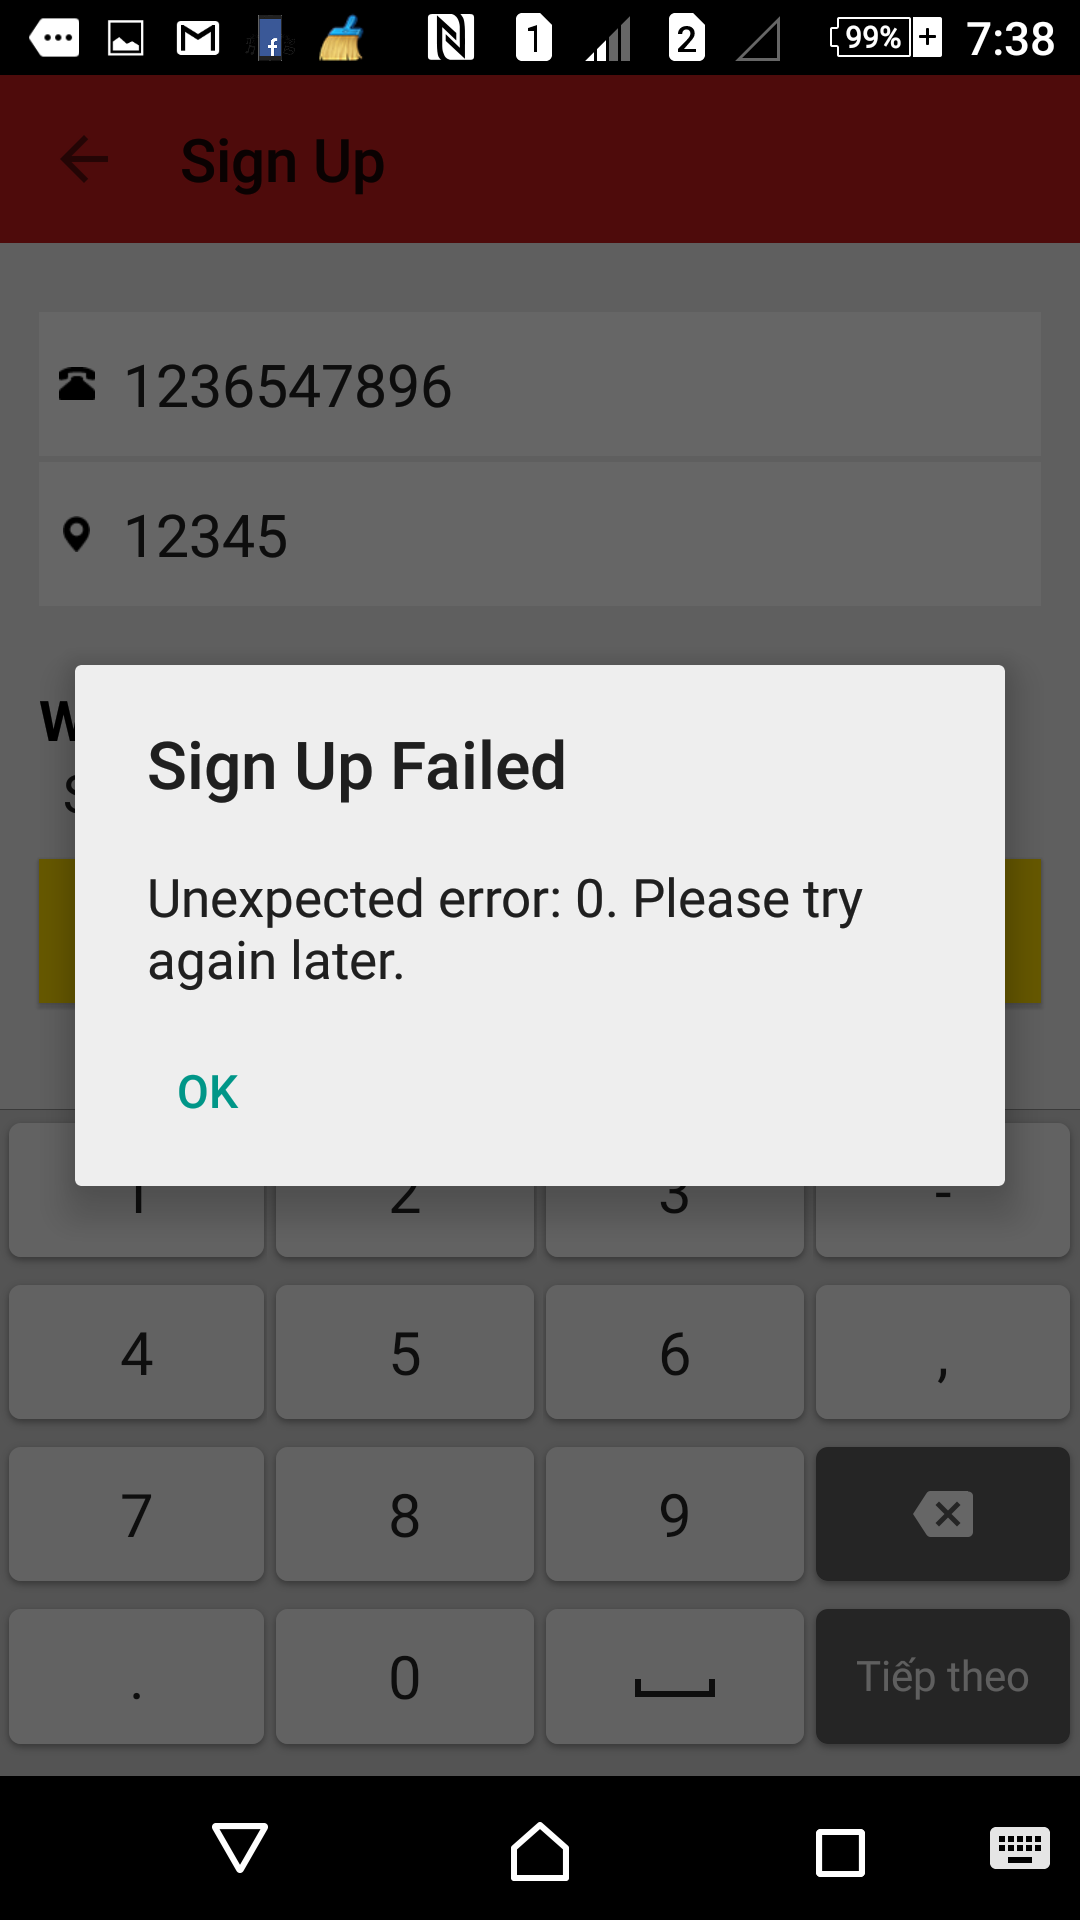 1 2 99% 7:38
Sign Up
1236547896
12345
W
S
Sign Up Failed
Unexpected error: 0. Please try
again later.
OK
1 2 3 -
4 5 6 ,
7 8 9
. 0 Tiếp theo